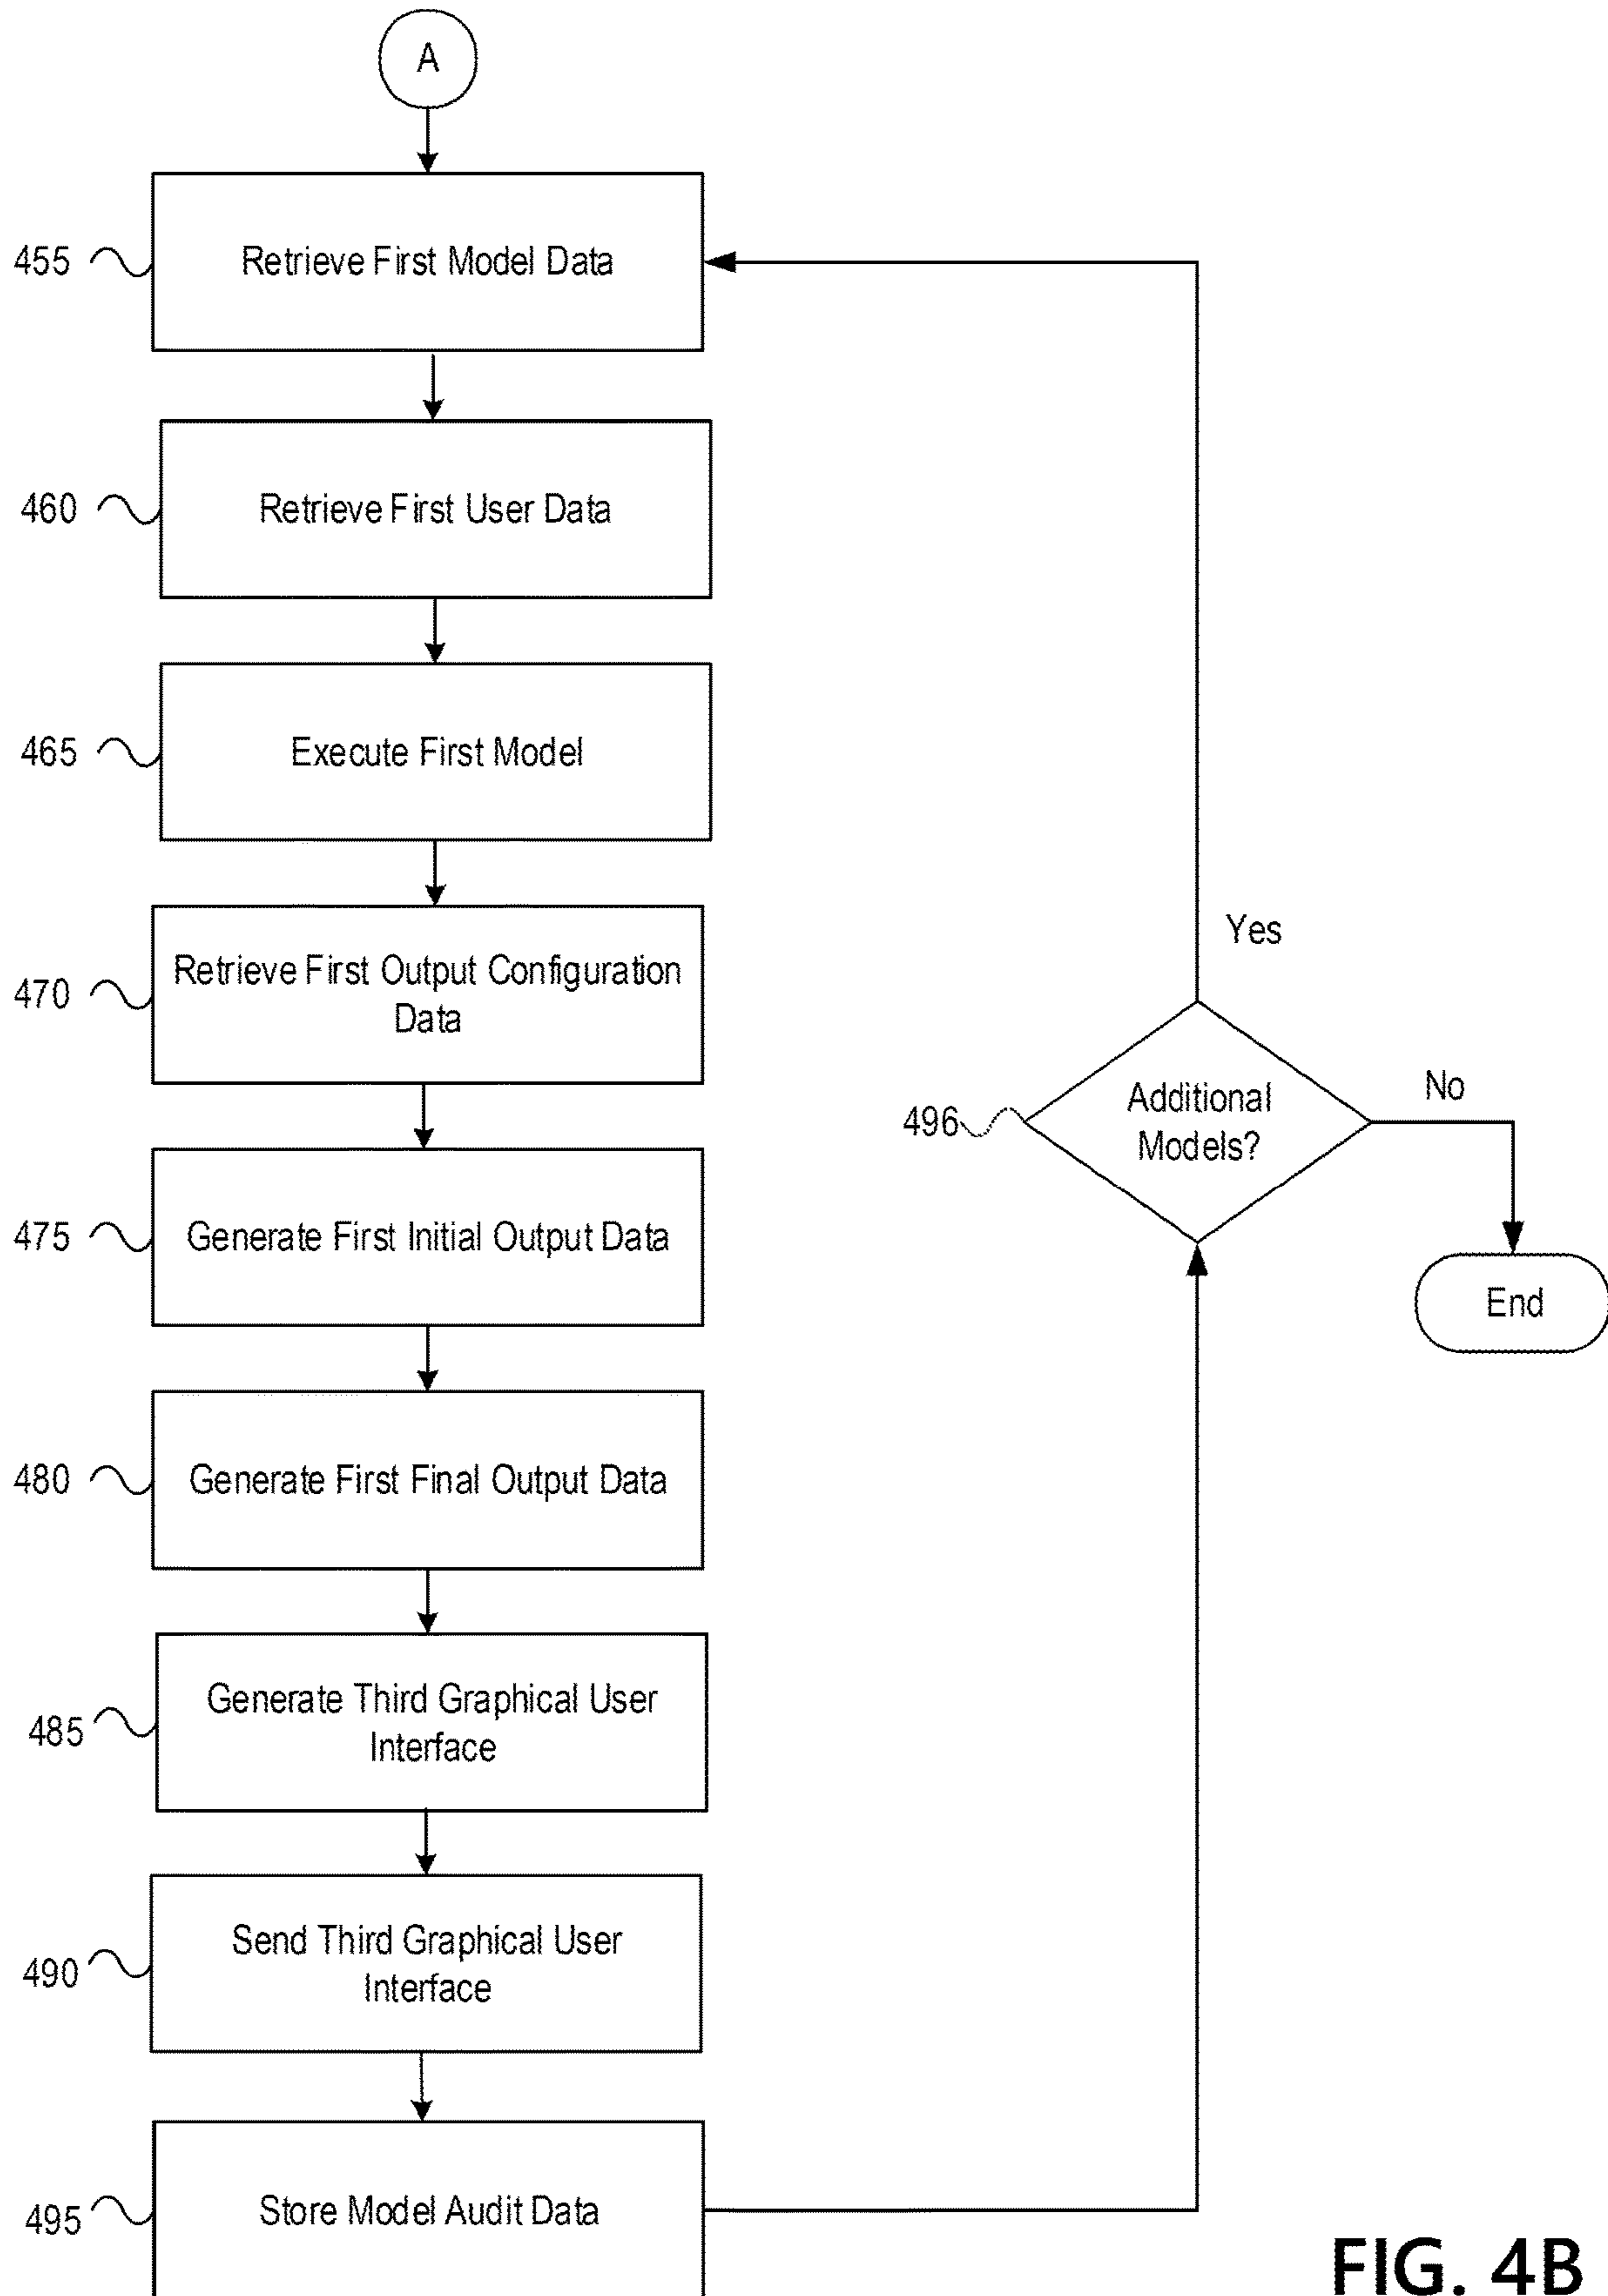 A
455
Retrieve First Model Data
460
Retrieve First User Data
465
Execute First Model
470
Retrieve First Output Configuration
Data
475
Generate First Initial Output Data
480
Generate First Final Output Data
485
Generate Third Graphical User
Interface
490
Send Third Graphical User
Interface
495
Store Model Audit Data
496
Additional
Models?
Yes
No
End
FIG. 4B